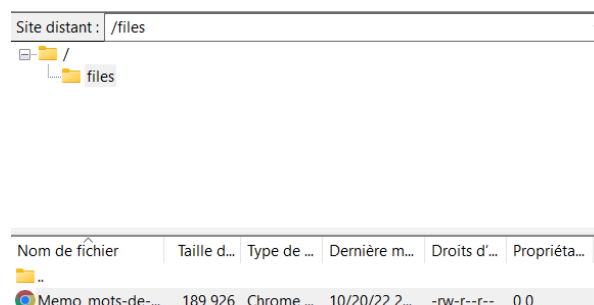 Site distant : /files
/
files
Nom de fichier Taille d... Type de ... Dernière m... Droits d'... Propriéta...
..
Memo_mots-de-... 189 926 Chrome ... 10/20/22 2... -rw-r--r-- 0 0